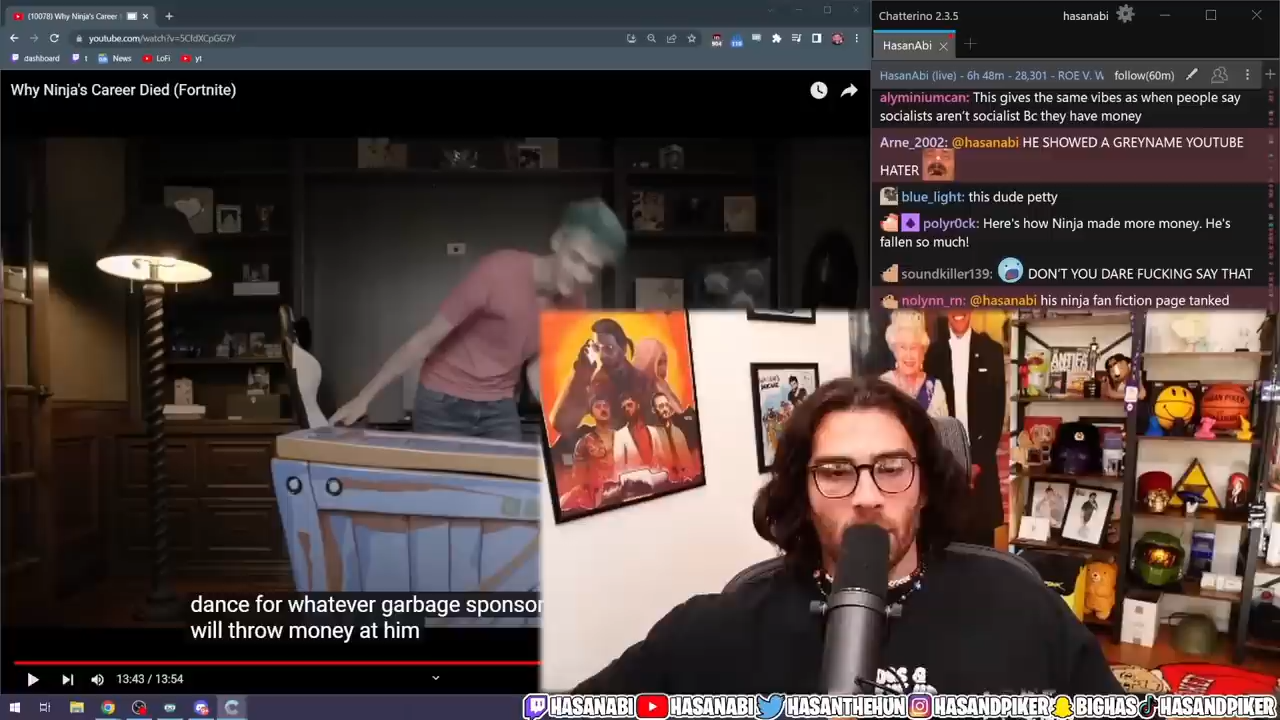 (10078) Why Ninja's Career
youtube.com/watch?v=5CfdXCpGG7Y
dashboard
t
News
LoFi
yt
Why Ninja's Career Died (Fortnite)
dance for whatever garbage sponsor
will throw money at him
13:43 / 13:54
Chatterino 2.3.5
hasanabi
HasanAbi
HasanAbi (live) - 6h 48m - 28,301 - ROE V. W
follow(60m)
alyminiumcan: This gives the same vibes as when people say
socialists aren't socialist Bc they have money
Arne_2002: @hasanabi HE SHOWED A GREYNAME YOUTUBE
HATER
blue_light: this dude petty
polyr0ck: Here's how Ninja made more money. He's
fallen so much!
soundkiller139: DON'T YOU DARE FUCKING SAY THAT
nolynn_rn: @hasanabi his ninja fan fiction page tanked
ANTIFA
HASAN PIKER
HASANABI
HASANABI
HASANTHEHUN
HASANDPIKER
BIGHAS
HASANDPIKER